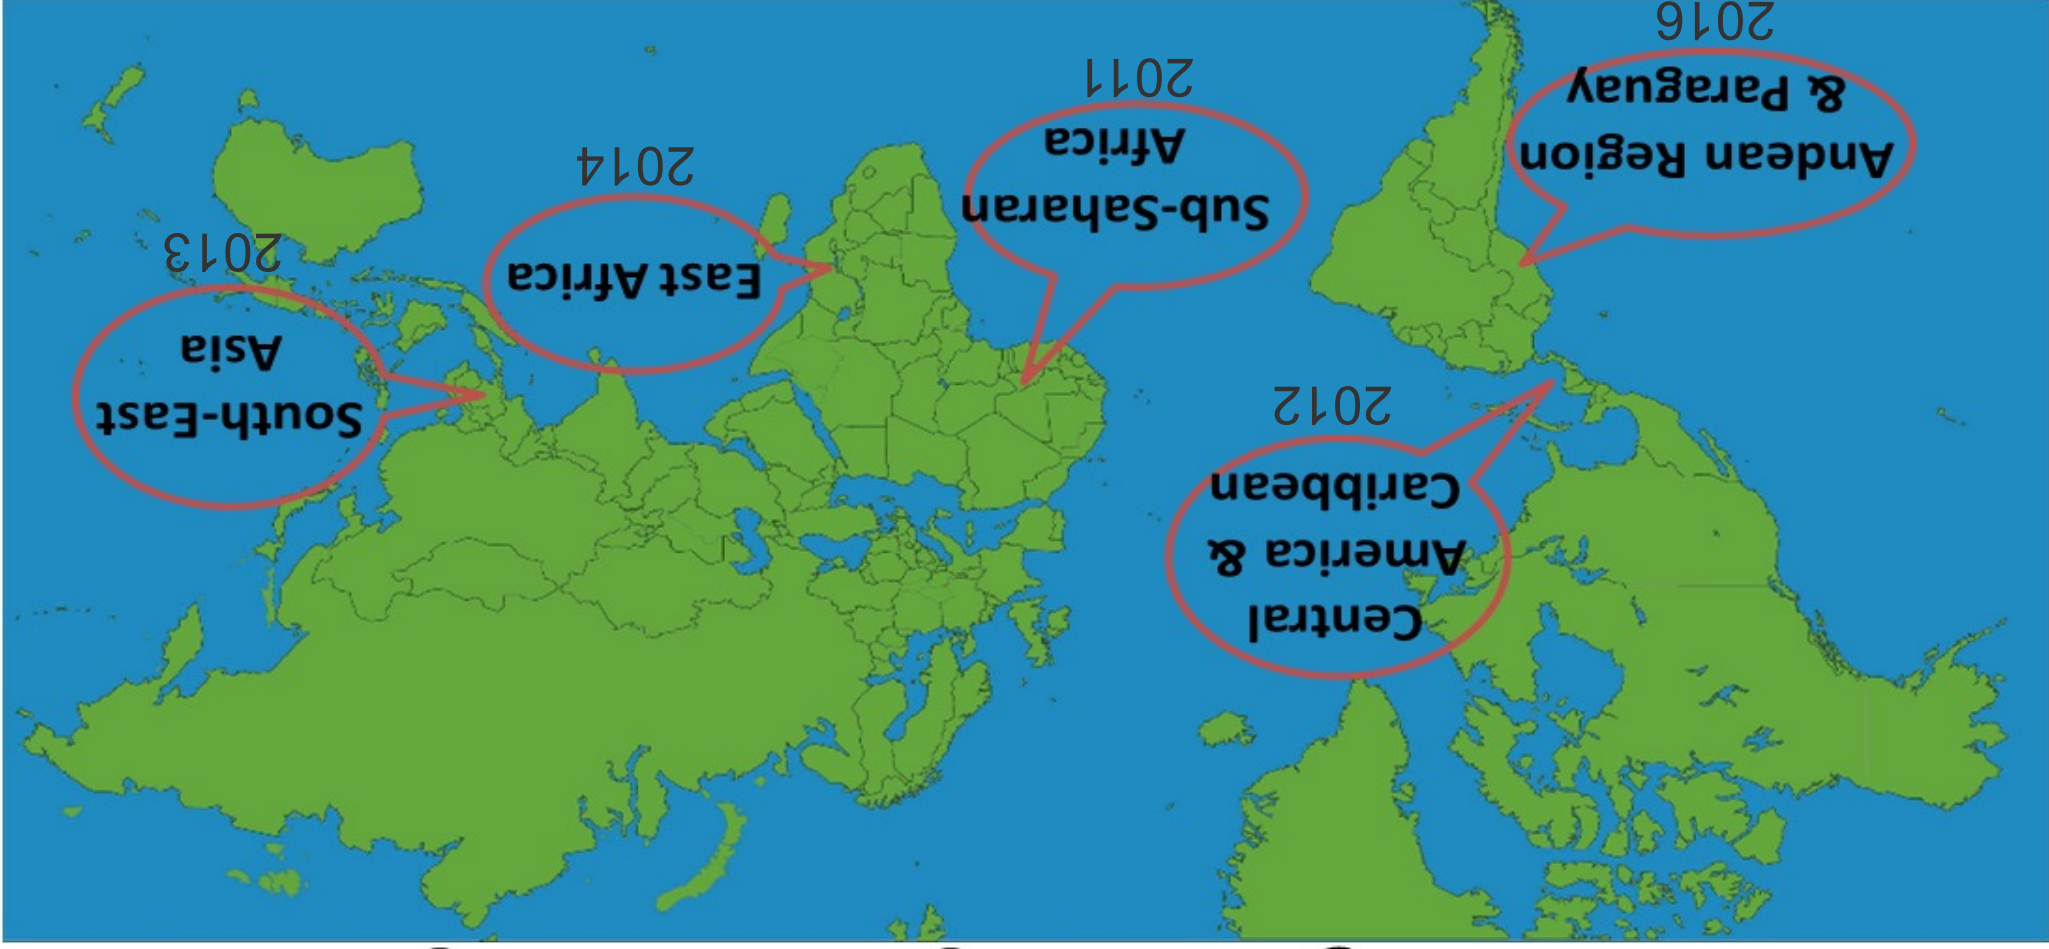 Central
America &
Caribbean
2012
South-East
Asia
2013
East Africa
2014
Sub-Saharan
Africa
2011
Andean Region
& Paraguay
2016